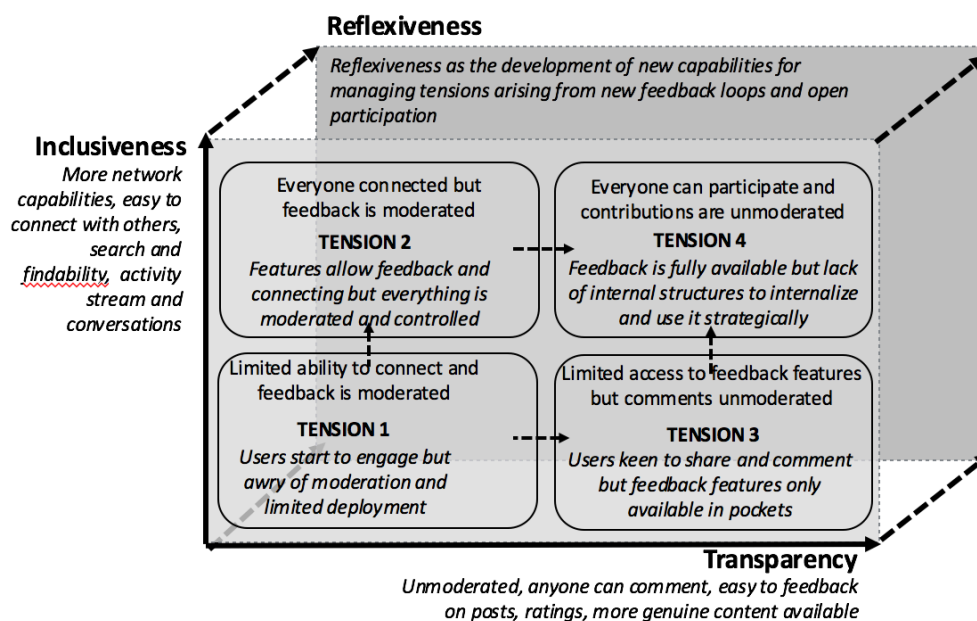 Reflexiveness
Reflexiveness as the development of new capabilities for
managing tensions arising from new feedback loops and open
participation
Inclusiveness
More network
capabilities, easy to
connect with others,
search and
findability, activity
stream and
conversations
Everyone connected but
feedback is moderated
TENSION 2
Features allow feedback and
connecting but everything is
moderated and controlled
Everyone can participate and
contributions are unmoderated
TENSION 4
Feedback is fully available but lack
of internal structures to internalize
and use it strategically
Limited ability to connect and
feedback is moderated
TENSION 1
Users start to engage but
awry of moderation and
limited deployment
Limited access to feedback features
but comments unmoderated
TENSION 3
Users keen to share and comment
but feedback features only
available in pockets
Transparency
Unmoderated, anyone can comment, easy to feedback
on posts, ratings, more genuine content available